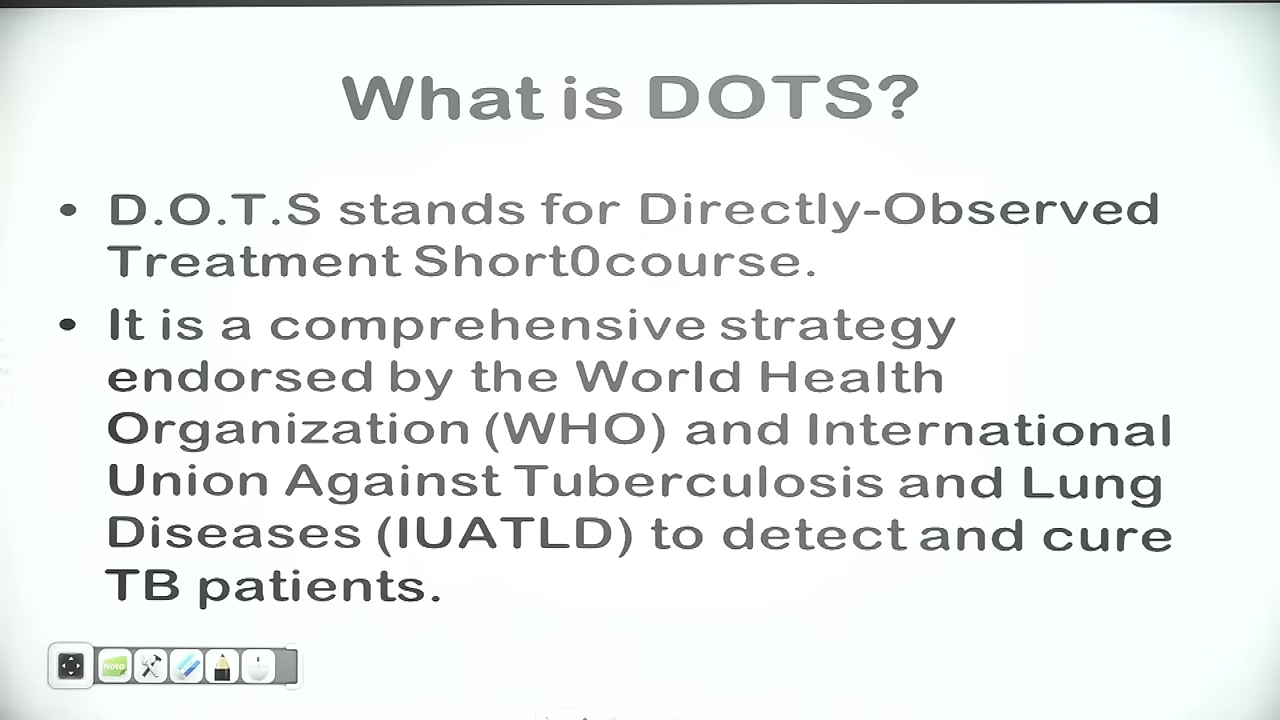 What is DOTS?
• D.O.T.S stands for Directly-Observed
Treatment Short0course.
• It is a comprehensive strategy
endorsed by the World Health
Organization (WHO) and International
Union Against Tuberculosis and Lung
Diseases (IUATLD) to detect and cure
TB patients.
Note